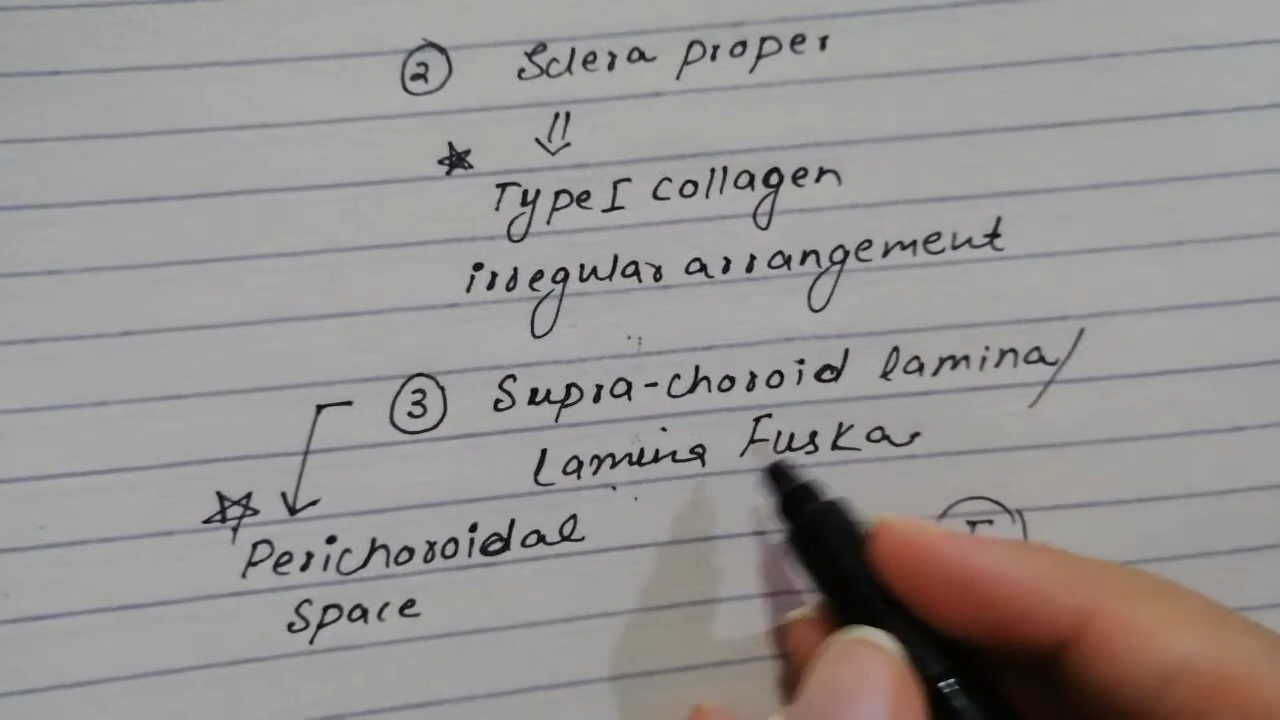 ② Sclera proper
⇓
★ Type I collagen
irregular arrangement
③ Supra-choroid lamina/
Lamina Fuska
★ Perichoroidal
space